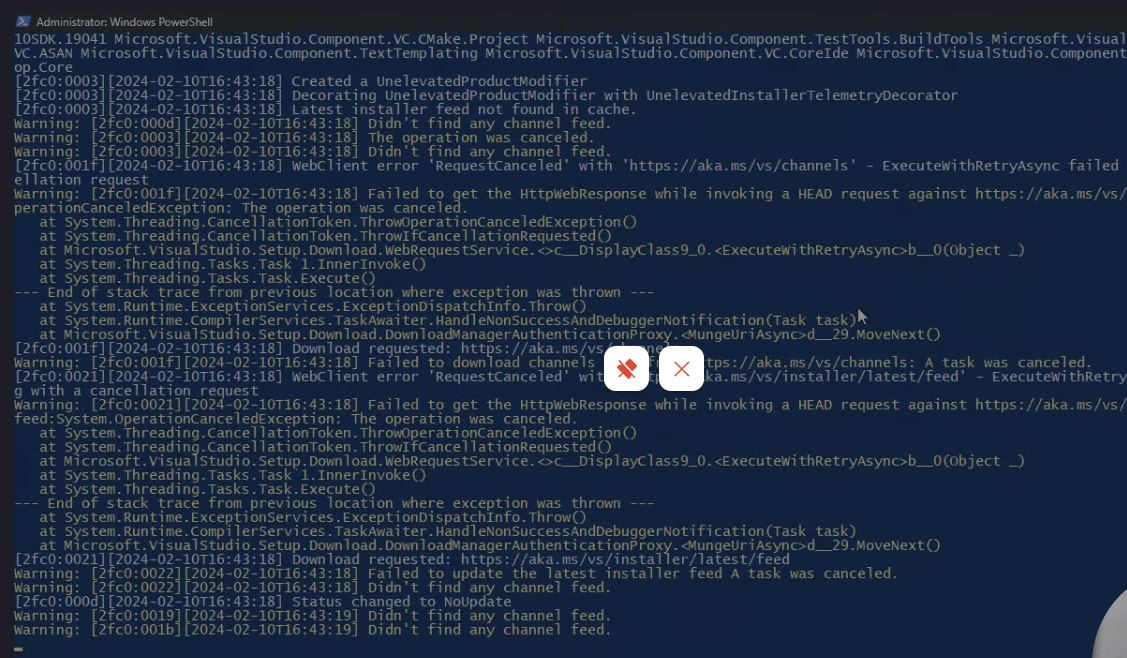 Administrator: Windows PowerShell
10SDK.19041 Microsoft.VisualStudio.Component.VC.CMake.Project Microsoft.VisualStudio.Component.TestTools.BuildTools Microsoft.Visual
VC.ASAN Microsoft.VisualStudio.Component.TextTemplating Microsoft.VisualStudio.Component.VC.CoreIde Microsoft.VisualStudio.Component
op.Core
[2fc0:0003][2024-02-10T16:43:18] Created a UnelevatedProductModifier
[2fc0:0003][2024-02-10T16:43:18] Decorating UnelevatedProductModifier with UnelevatedInstallerTelemetryDecorator
[2fc0:0003][2024-02-10T16:43:18] Latest installer feed not found in cache.
Warning: [2fc0:000d][2024-02-10T16:43:18] Didn't find any channel feed.
Warning: [2fc0:0003][2024-02-10T16:43:18] The operation was canceled.
Warning: [2fc0:0003][2024-02-10T16:43:18] Didn't find any channel feed.
[2fc0:001f][2024-02-10T16:43:18] WebClient error 'RequestCanceled' with 'https://aka.ms/vs/channels' - ExecuteWithRetryAsync failed
ellation request
Warning: [2fc0:001f][2024-02-10T16:43:18] Failed to get the HttpWebResponse while invoking a HEAD request against https://aka.ms/vs/
perationCanceledException: The operation was canceled.
at System.Threading.CancellationToken.ThrowOperationCanceledException()
at System.Threading.CancellationToken.ThrowIfCancellationRequested()
at Microsoft.VisualStudio.Setup.Download.WebRequestService.<>c__DisplayClass9_0.<ExecuteWithRetryAsync>b__0(Object _)
at System.Threading.Tasks.Task`1.InnerInvoke()
at System.Threading.Tasks.Task.Execute()
--- End of stack trace from previous location where exception was thrown ---
at System.Runtime.ExceptionServices.ExceptionDispatchInfo.Throw()
at System.Runtime.CompilerServices.TaskAwaiter.HandleNonSuccessAndDebuggerNotification(Task task)
at Microsoft.VisualStudio.Setup.Download.DownloadManagerAuthenticationProxy.<MungeUriAsync>d__29.MoveNext()
[2fc0:001f][2024-02-10T16:43:18] Download requested: https://aka.ms/vs/channels
Warning: [2fc0:001f][2024-02-10T16:43:18] Failed to download channels ttps://aka.ms/vs/channels: A task was canceled.
[2fc0:0021][2024-02-10T16:43:18] WebClient error 'RequestCanceled' wit aka.ms/vs/installer/latest/feed' - ExecuteWithRetry
g with a cancellation request
Warning: [2fc0:0021][2024-02-10T16:43:18] Failed to get the HttpWebResponse while invoking a HEAD request against https://aka.ms/vs/
feed:System.OperationCanceledException: The operation was canceled.
at System.Threading.CancellationToken.ThrowOperationCanceledException()
at System.Threading.CancellationToken.ThrowIfCancellationRequested()
at Microsoft.VisualStudio.Setup.Download.WebRequestService.<>c__DisplayClass9_0.<ExecuteWithRetryAsync>b__0(Object _)
at System.Threading.Tasks.Task`1.InnerInvoke()
at System.Threading.Tasks.Task.Execute()
--- End of stack trace from previous location where exception was thrown ---
at System.Runtime.ExceptionServices.ExceptionDispatchInfo.Throw()
at System.Runtime.CompilerServices.TaskAwaiter.HandleNonSuccessAndDebuggerNotification(Task task)
at Microsoft.VisualStudio.Setup.Download.DownloadManagerAuthenticationProxy.<MungeUriAsync>d__29.MoveNext()
[2fc0:0021][2024-02-10T16:43:18] Download requested: https://aka.ms/vs/installer/latest/feed
Warning: [2fc0:0022][2024-02-10T16:43:18] Failed to update the latest installer feed A task was canceled.
Warning: [2fc0:0022][2024-02-10T16:43:18] Didn't find any channel feed.
[2fc0:000d][2024-02-10T16:43:18] Status changed to NoUpdate
Warning: [2fc0:0019][2024-02-10T16:43:19] Didn't find any channel feed.
Warning: [2fc0:001b][2024-02-10T16:43:19] Didn't find any channel feed.